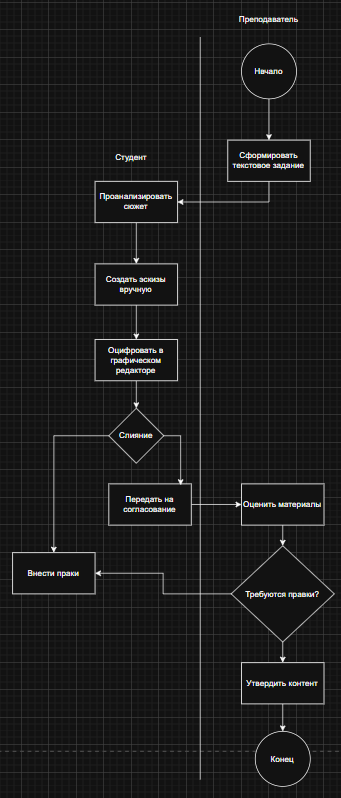 Преподаватель
Начало
Сформировать
текстовое задание
Студент
Проанализировать
сюжет
Создать эскизы
вручную
Оцифровать в
графическом
редакторе
Слияние
Передать на
согласование
Оценить материалы
Внести праки
Требуются правки?
Утвердить контент
Конец